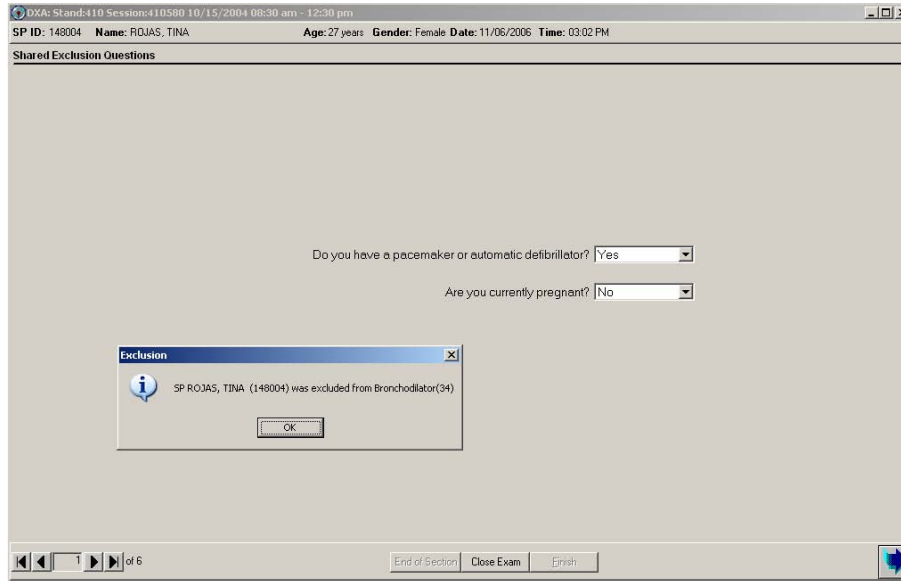 DXA: Stand:410 Session:410580 10/15/2004 08:30 am - 12:30 pm
SP ID: 148004 Name: ROJAS, TINA Age: 27 years Gender: Female Date: 11/06/2006 Time: 03:02 PM
Shared Exclusion Questions
Do you have a pacemaker or automatic defibrillator? Yes
Are you currently pregnant? No
Exclusion
SP ROJAS, TINA (148004) was excluded from Bronchodilator(34)
OK
1 of 6 End of Section Close Exam Finish